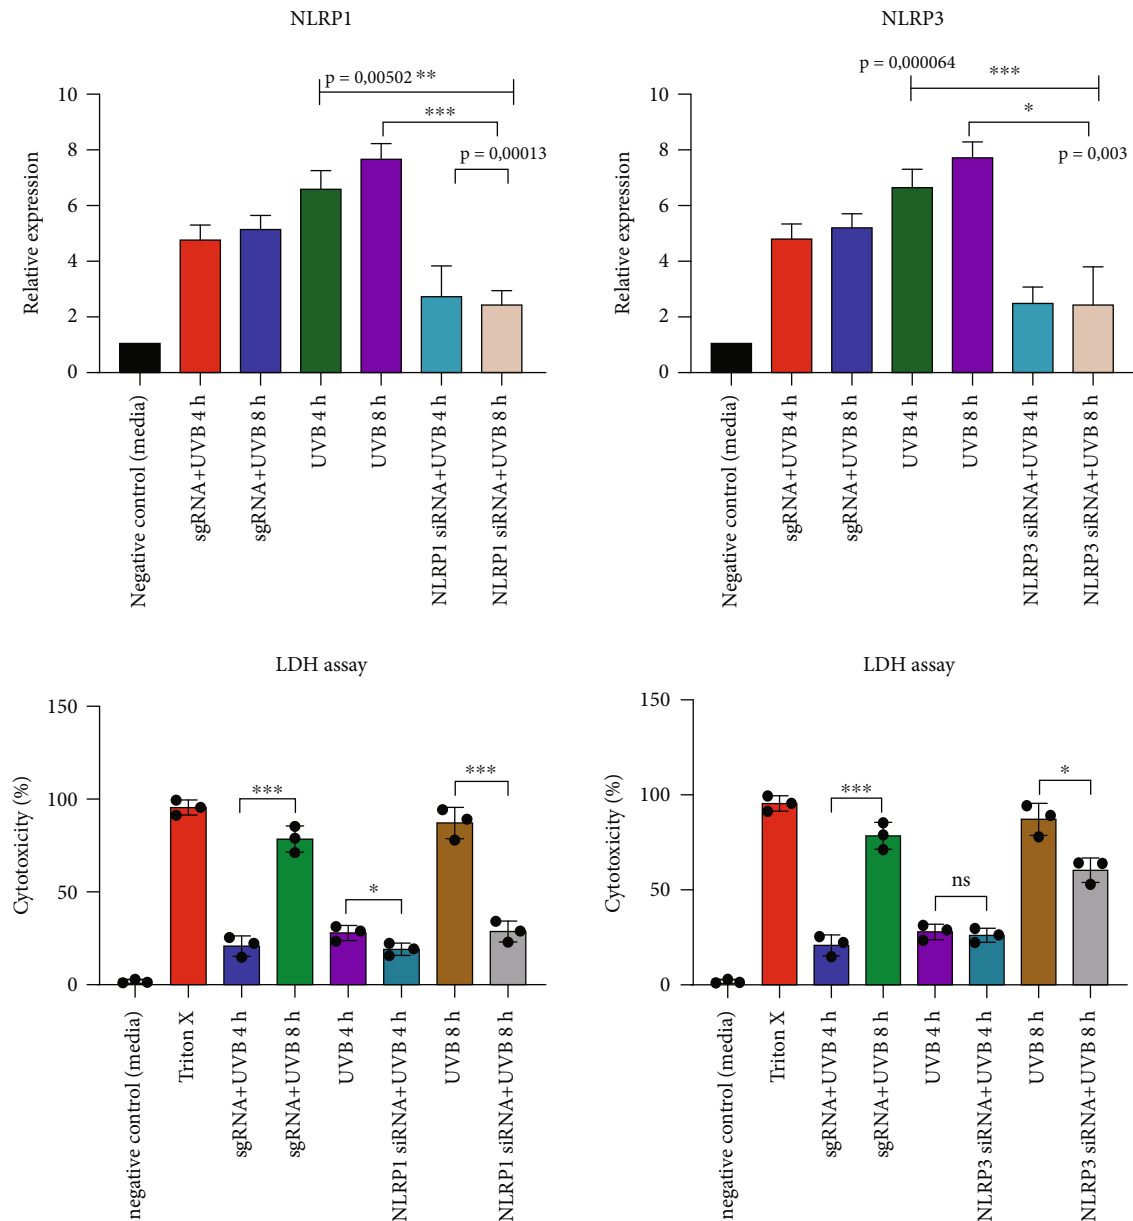 NLRP1
p = 0,00502 **
***
p = 0,00013
10
8
6
4
2
0
Relative expression
Negative control (media)
sgRNA+UVB 4 h
sgRNA+UVB 8 h
UVB 4 h
UVB 8 h
NLRP1 siRNA+UVB 4 h
NLRP1 siRNA+UVB 8 h
NLRP3
p = 0,000064
***
*
p = 0,003
10
8
6
4
2
0
Relative expression
Negative control (media)
sgRNA+UVB 4 h
sgRNA+UVB 8 h
UVB 4 h
UVB 8 h
NLRP3 siRNA+UVB 4 h
NLRP3 siRNA+UVB 8 h
LDH assay
150
100
50
0
Cytotoxicity (%)
***
*
***
negative control (media)
Triton X
sgRNA+UVB 4 h
sgRNA+UVB 8 h
UVB 4 h
NLRP1 siRNA+UVB 4 h
UVB 8 h
NLRP1 siRNA+UVB 8 h
LDH assay
150
100
50
0
Cytotoxicity (%)
***
ns
*
negative control (media)
Triton X
sgRNA+UVB 4 h
sgRNA+UVB 8 h
UVB 4 h
NLRP3 siRNA+UVB 4 h
UVB 8 h
NLRP3 siRNA+UVB 8 h